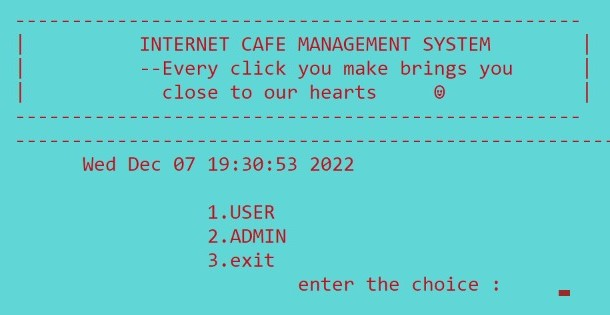 INTERNET CAFE MANAGEMENT SYSTEM
--Every click you make brings you
close to our hearts ☺
Wed Dec 07 19:30:53 2022
1.USER
2.ADMIN
3.exit
enter the choice :